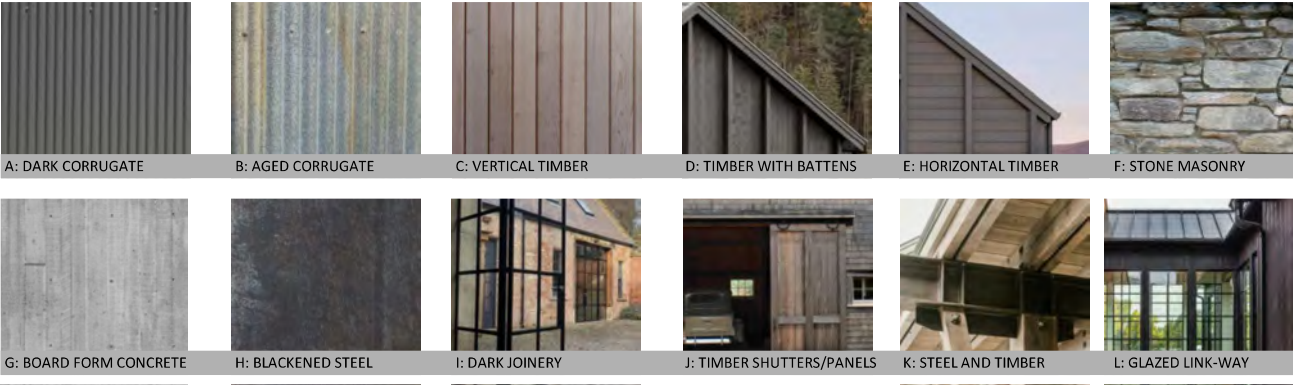 A: DARK CORRUGATE
B: AGED CORRUGATE
C: VERTICAL TIMBER
D: TIMBER WITH BATTENS
E: HORIZONTAL TIMBER
F: STONE MASONRY
G: BOARD FORM CONCRETE
H: BLACKENED STEEL
I: DARK JOINERY
J: TIMBER SHUTTERS/PANELS
K: STEEL AND TIMBER
L: GLAZED LINK-WAY